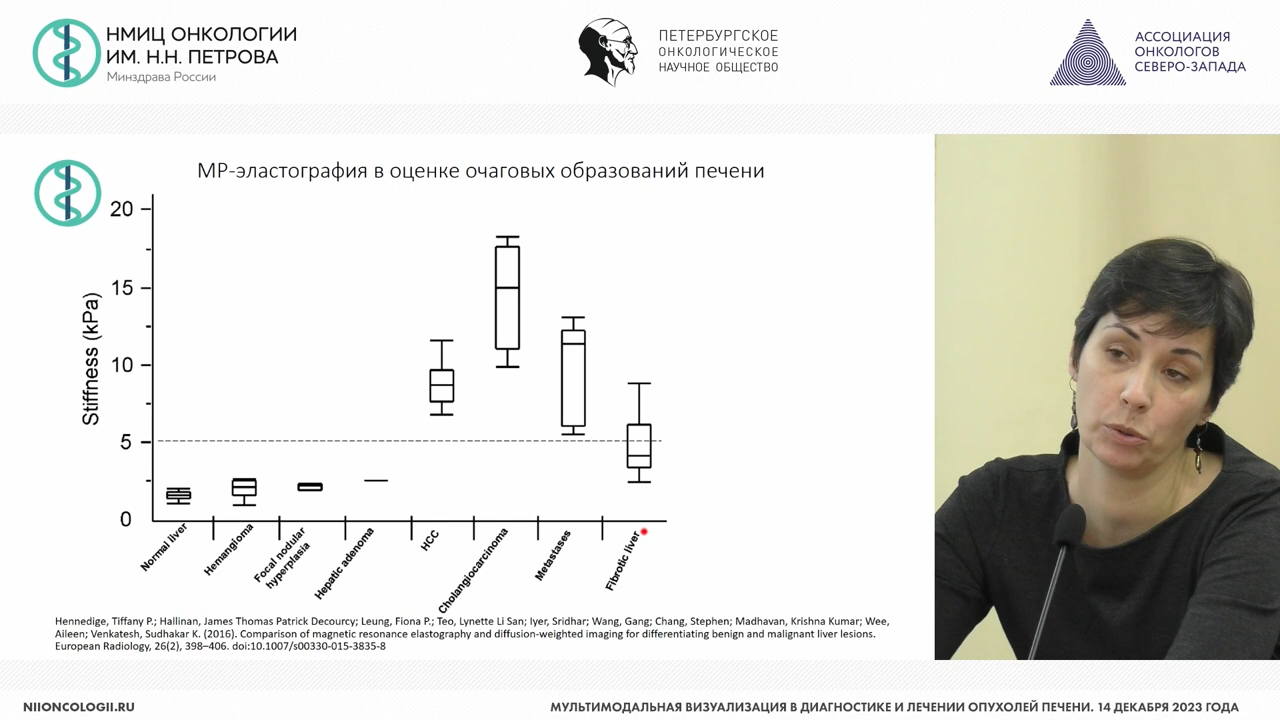 НМИЦ ОНКОЛОГИИ
ИМ. Н.Н. ПЕТРОВА
Минздрава России
ПЕТЕРБУРГСКОЕ
ОНКОЛОГИЧЕСКОЕ
НАУЧНОЕ ОБЩЕСТВО
АССОЦИАЦИЯ
ОНКОЛОГОВ
СЕВЕРО-ЗАПАДА
МР-эластография в оценке очаговых образований печени
Stiffness (kPa)
20
15
10
5
0
Normal liver
Hemangioma
Focal nodular
hyperplasia
Hepatic adenoma
HCC
Cholangiocarcinoma
Metastases
Fibrotic liver
Hennedige, Tiffany P.; Hallinan, James Thomas Patrick Decourcy; Leung, Fiona P.; Teo, Lynette Li San; Iyer, Sridhar; Wang, Gang; Chang, Stephen; Madhavan, Krishna Kumar; Wee,
Aileen; Venkatesh, Sudhakar K. (2016). Comparison of magnetic resonance elastography and diffusion-weighted imaging for differentiating benign and malignant liver lesions.
European Radiology, 26(2), 398–406. doi:10.1007/s00330-015-3835-8
NIIONCOLOGII.RU
МУЛЬТИМОДАЛЬНАЯ ВИЗУАЛИЗАЦИЯ В ДИАГНОСТИКЕ И ЛЕЧЕНИИ ОПУХОЛЕЙ ПЕЧЕНИ. 14 ДЕКАБРЯ 2023 ГОДА